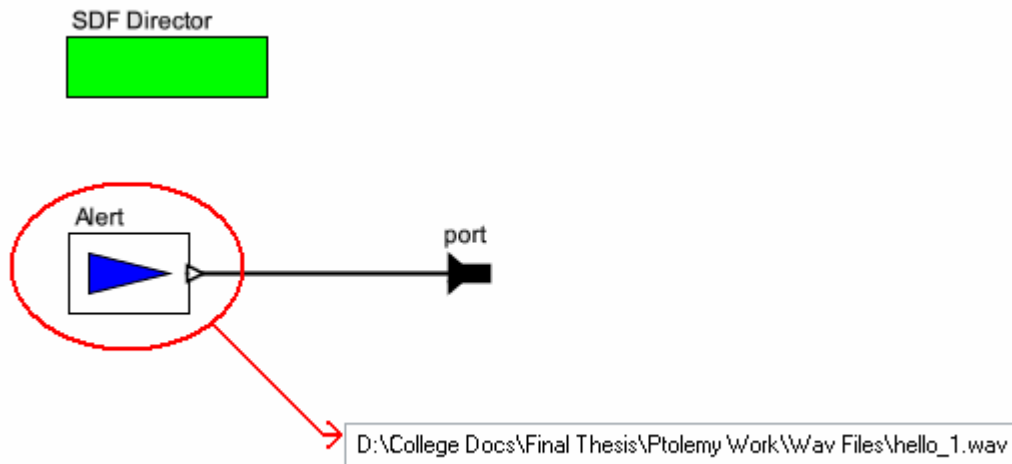 SDF Director
Alert
port
D:\College Docs\Final Thesis\Ptolemy Work\Wav Files\hello_1.wav